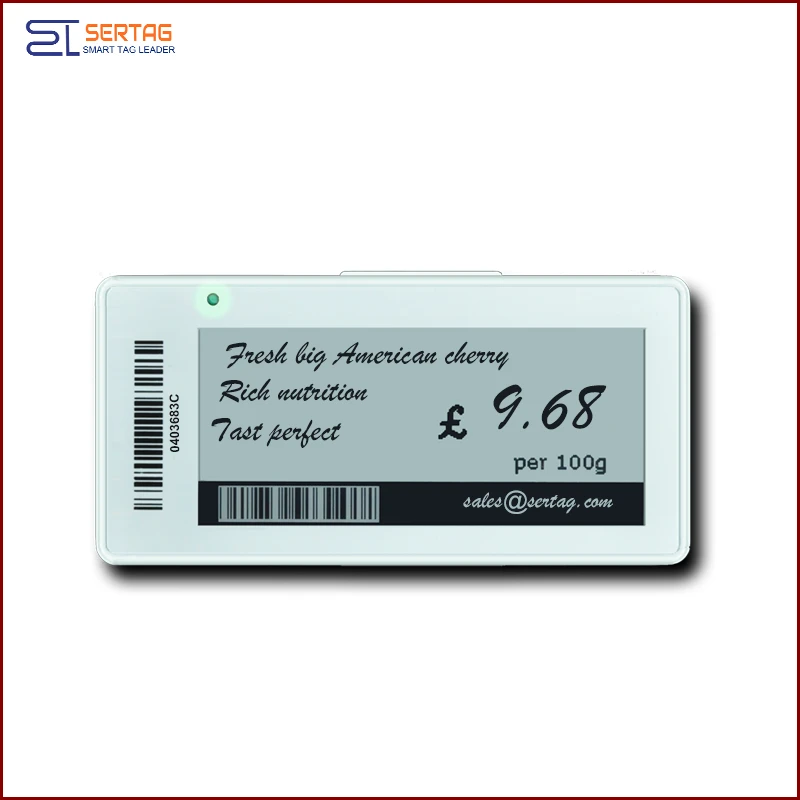 SERTAG
SMART TAG LEADER
0403683C
Fresh big American cherry
Rich nutrition
Tast perfect
£ 9.68
per 100g
sales@sertag.com